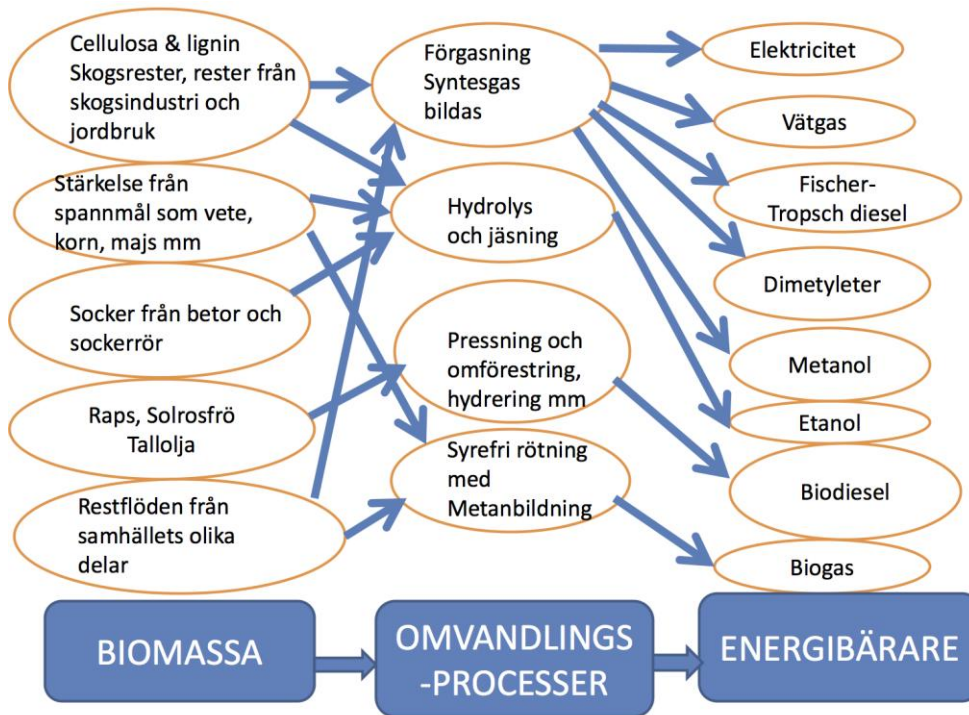 Cellulosa & lignin
Skogsrester, rester från
skogsindustri och
jordbruk
Stärkelse från
spannmål som vete,
korn, majs mm
Socker från betor och
sockerrör
Raps, Solrosfrö
Tallolja
Restflöden från
samhällets olika
delar
BIOMASSA
Förgasning
Syntesgas
bildas
Hydrolys
och jäsning
Pressning och
omförestring,
hydrering mm
Syrefri rötning
med
Metanbildning
OMVANDLINGS
-PROCESSER
Elektricitet
Vätgas
Fischer-
Tropsch diesel
Dimetyleter
Metanol
Etanol
Biodiesel
Biogas
ENERGIBÄRARE